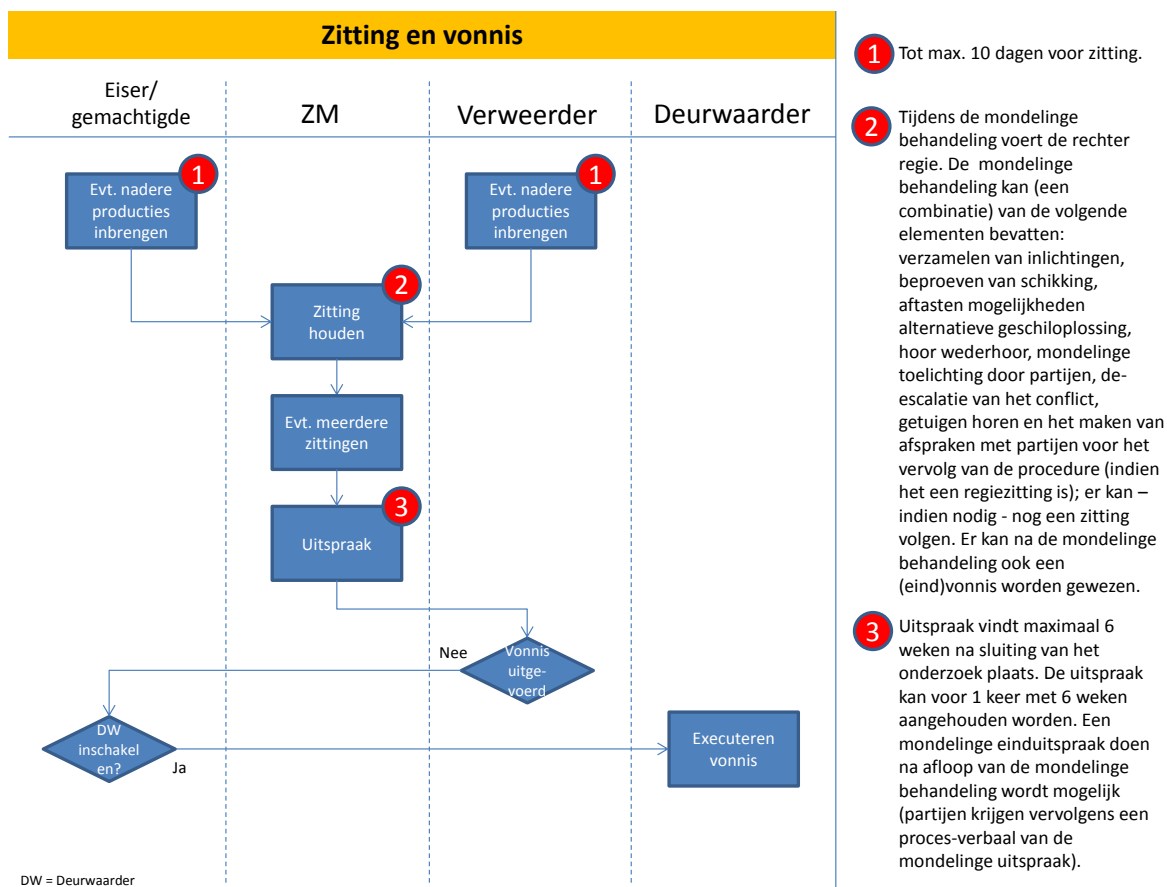 Zitting en vonnis
Eiser/
gemachtigde
ZM
Verweerder
Deurwaarder
1
Evt. nadere
producties
inbrengen
1
Evt. nadere
producties
inbrengen
2
Zitting
houden
Evt. meerdere
zittingen
3
Uitspraak
Vonnis
uitge-
voerd
Nee
DW
inschakel
en?
Ja
Executeren
vonnis
DW = Deurwaarder
1
Tot max. 10 dagen voor zitting.
2
Tijdens de mondelinge
behandeling voert de rechter
regie. De mondelinge
behandeling kan (een
combinatie) van de volgende
elementen bevatten:
verzamelen van inlichtingen,
beproeven van schikking,
aftasten mogelijkheden
alternatieve geschiloplossing,
hoor wederhoor, mondelinge
toelichting door partijen, de-
escalatie van het conflict,
getuigen horen en het maken van
afspraken met partijen voor het
vervolg van de procedure (indien
het een regiezitting is); er kan –
indien nodig - nog een zitting
volgen. Er kan na de mondelinge
behandeling ook een
(eind)vonnis worden gewezen.
3
Uitspraak vindt maximaal 6
weken na sluiting van het
onderzoek plaats. De uitspraak
kan voor 1 keer met 6 weken
aangehouden worden. Een
mondelinge einduitspraak doen
na afloop van de mondelinge
behandeling wordt mogelijk
(partijen krijgen vervolgens een
proces-verbaal van de
mondelinge uitspraak).